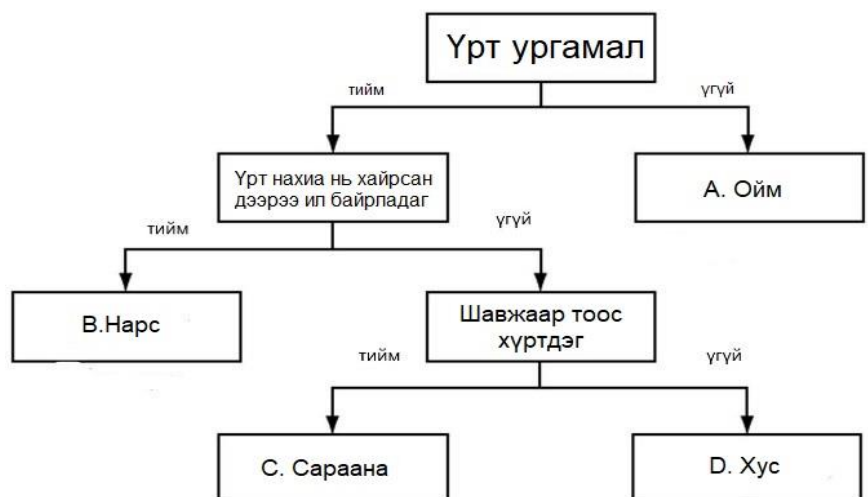 Үрт ургамал
тийм
үгүй
Үрт нахиа нь хайрсан
дээрээ ил байрладаг
А. Ойм
тийм
үгүй
В.Нарс
Шавжаар тоос
хүртдэг
тийм
үгүй
С. Сараана
D. Хус